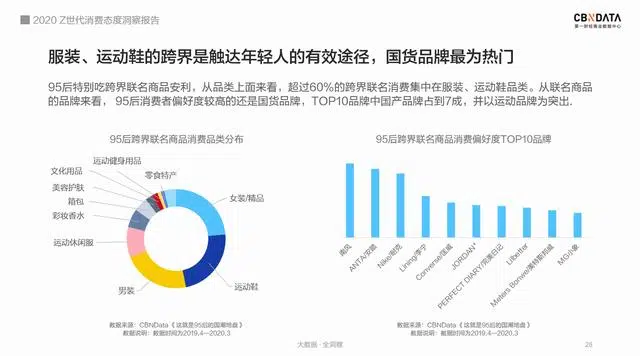 2020 Z世代消费态度洞察报告
CBNDATA
第一财经商业数据中心
服装、运动鞋的跨界是触达年轻人的有效途径，国货品牌最为热门
95后特别吃跨界联名商品安利，从品类上面来看，超过60%的跨界联名消费集中在服装、运动鞋品类。从联名商品
的品牌来看， 95后消费者偏好度较高的还是国货品牌，TOP10品牌中国产品牌占到7成，并以运动品牌为突出.
95后跨界联名商品消费品类分布
运动健身用品
文化用品
零食特产
美容护肤
箱包
女装/精品
彩妆香水
运动休闲服
男装
运动鞋
95后跨界联名商品消费偏好度TOP10品牌
南风
ANTA/安踏
Nike/耐克
Lining/李宁
Converse/匡威
JORDAN*
PERFECT DIARY/完美日记
Lilbetter
Meters Bonwe/美特斯邦威
MG小象
数据来源：CBNData《这就是95后的国潮地盘》
数据说明：数据时间为2019.4—2020.3
数据来源：CBNData《这就是95后的国潮地盘》
数据说明：数据时间为2019.4—2020.3
大数据 · 全洞察
28